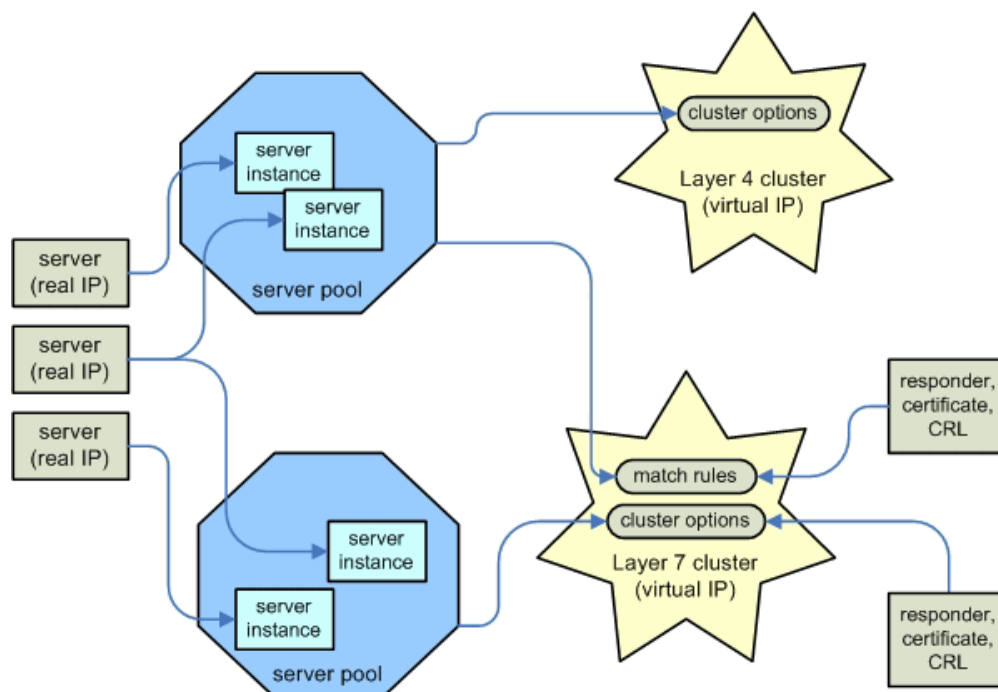 cluster options
Layer 4 cluster
(virtual IP)
server
instance
server
instance
server pool
server
(real IP)
server
(real IP)
server
(real IP)
responder,
certificate,
CRL
match rules
cluster options
Layer 7 cluster
(virtual IP)
server
instance
server
instance
server pool
responder,
certificate,
CRL